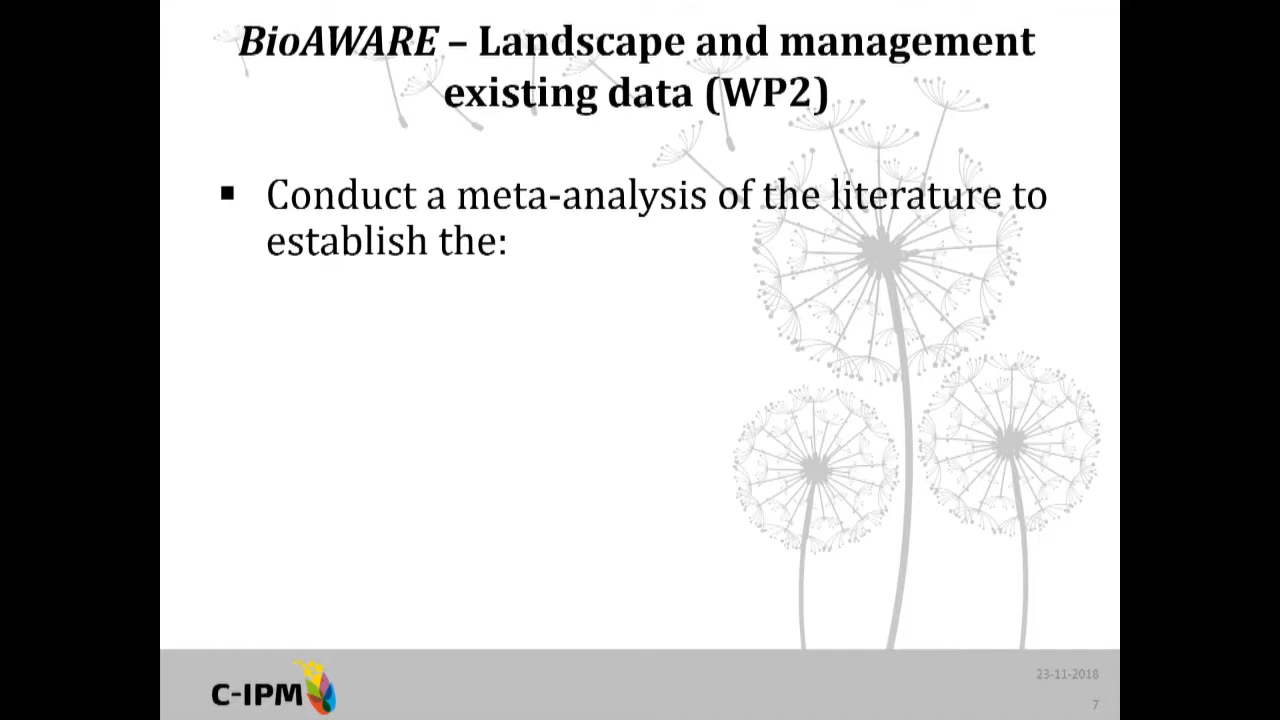 BioAWARE – Landscape and management
existing data (WP2)
▪ Conduct a meta-analysis of the literature to
establish the:
C-IPM
23-11-2018
7